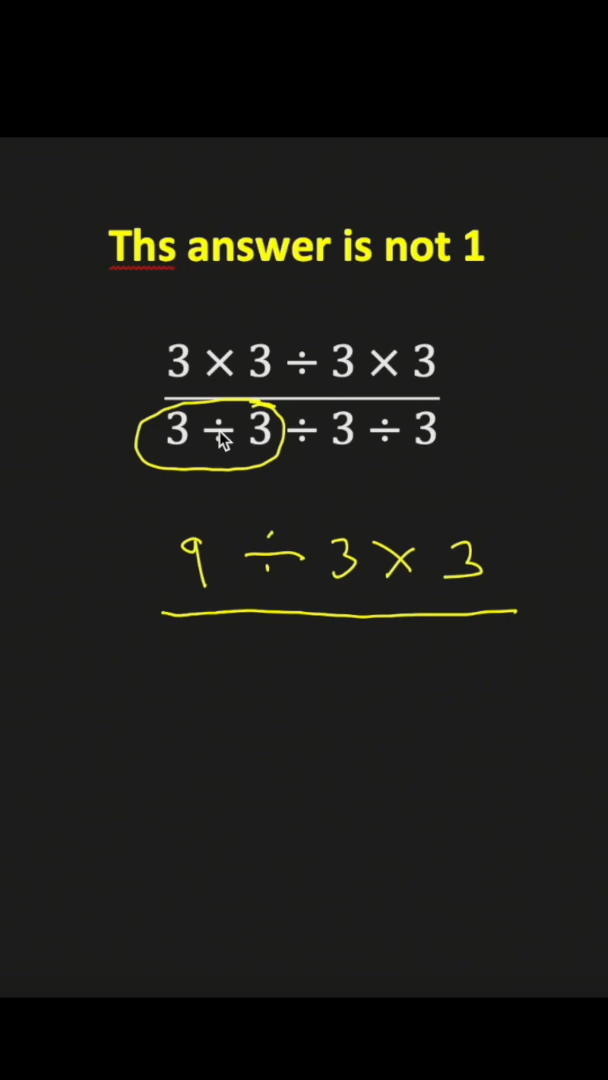 Ths answer is not 1
3 × 3 ÷ 3 × 3
3 ÷ 3 ÷ 3 ÷ 3
9 ÷ 3 × 3